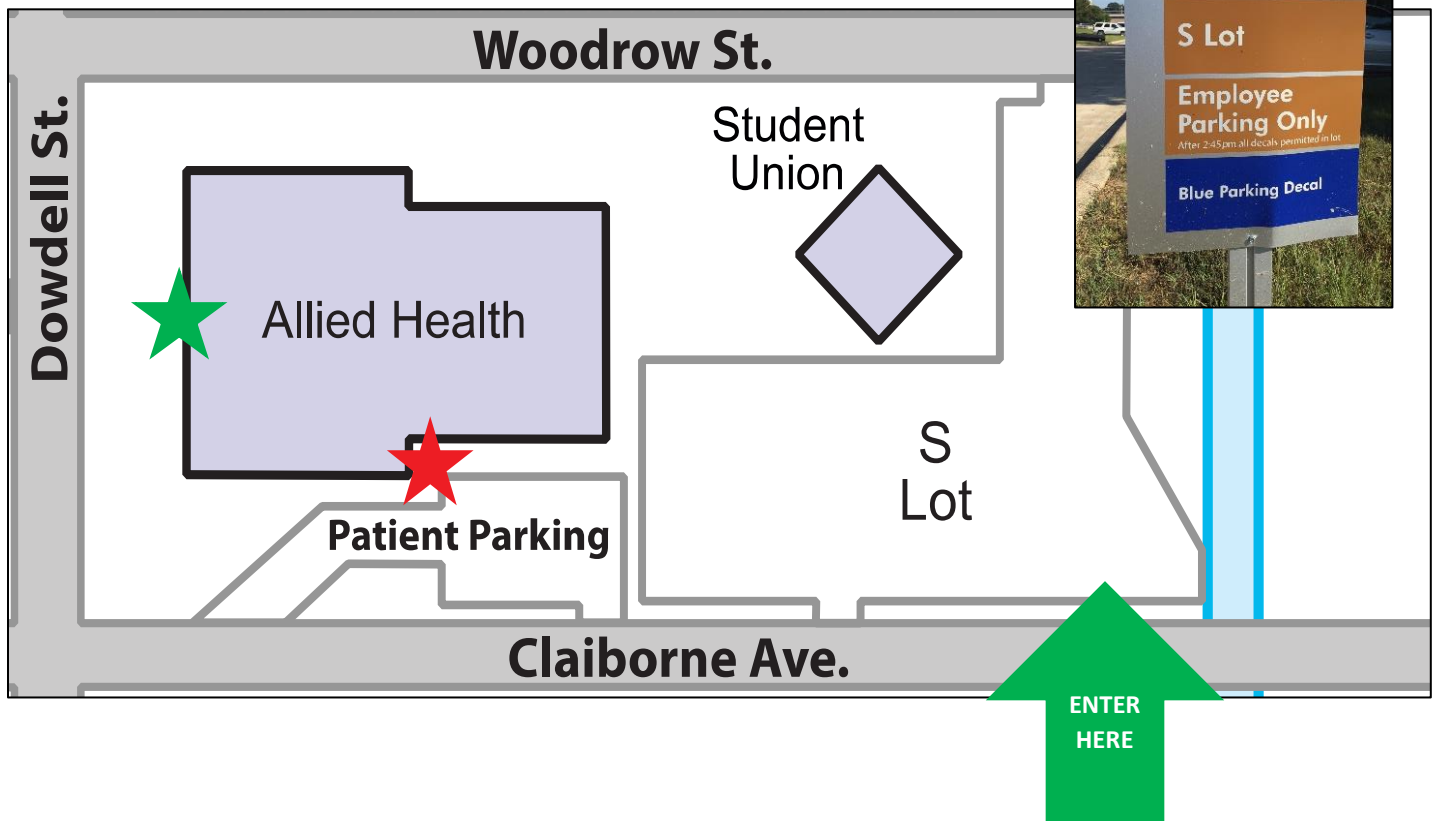 Woodrow St.
S Lot
Employee
Parking Only
After 2:45pm all decals permitted in lot
Blue Parking Decal
Dowdell St.
Student
Union
Allied Health
S
Lot
Patient Parking
Claiborne Ave.
ENTER
HERE